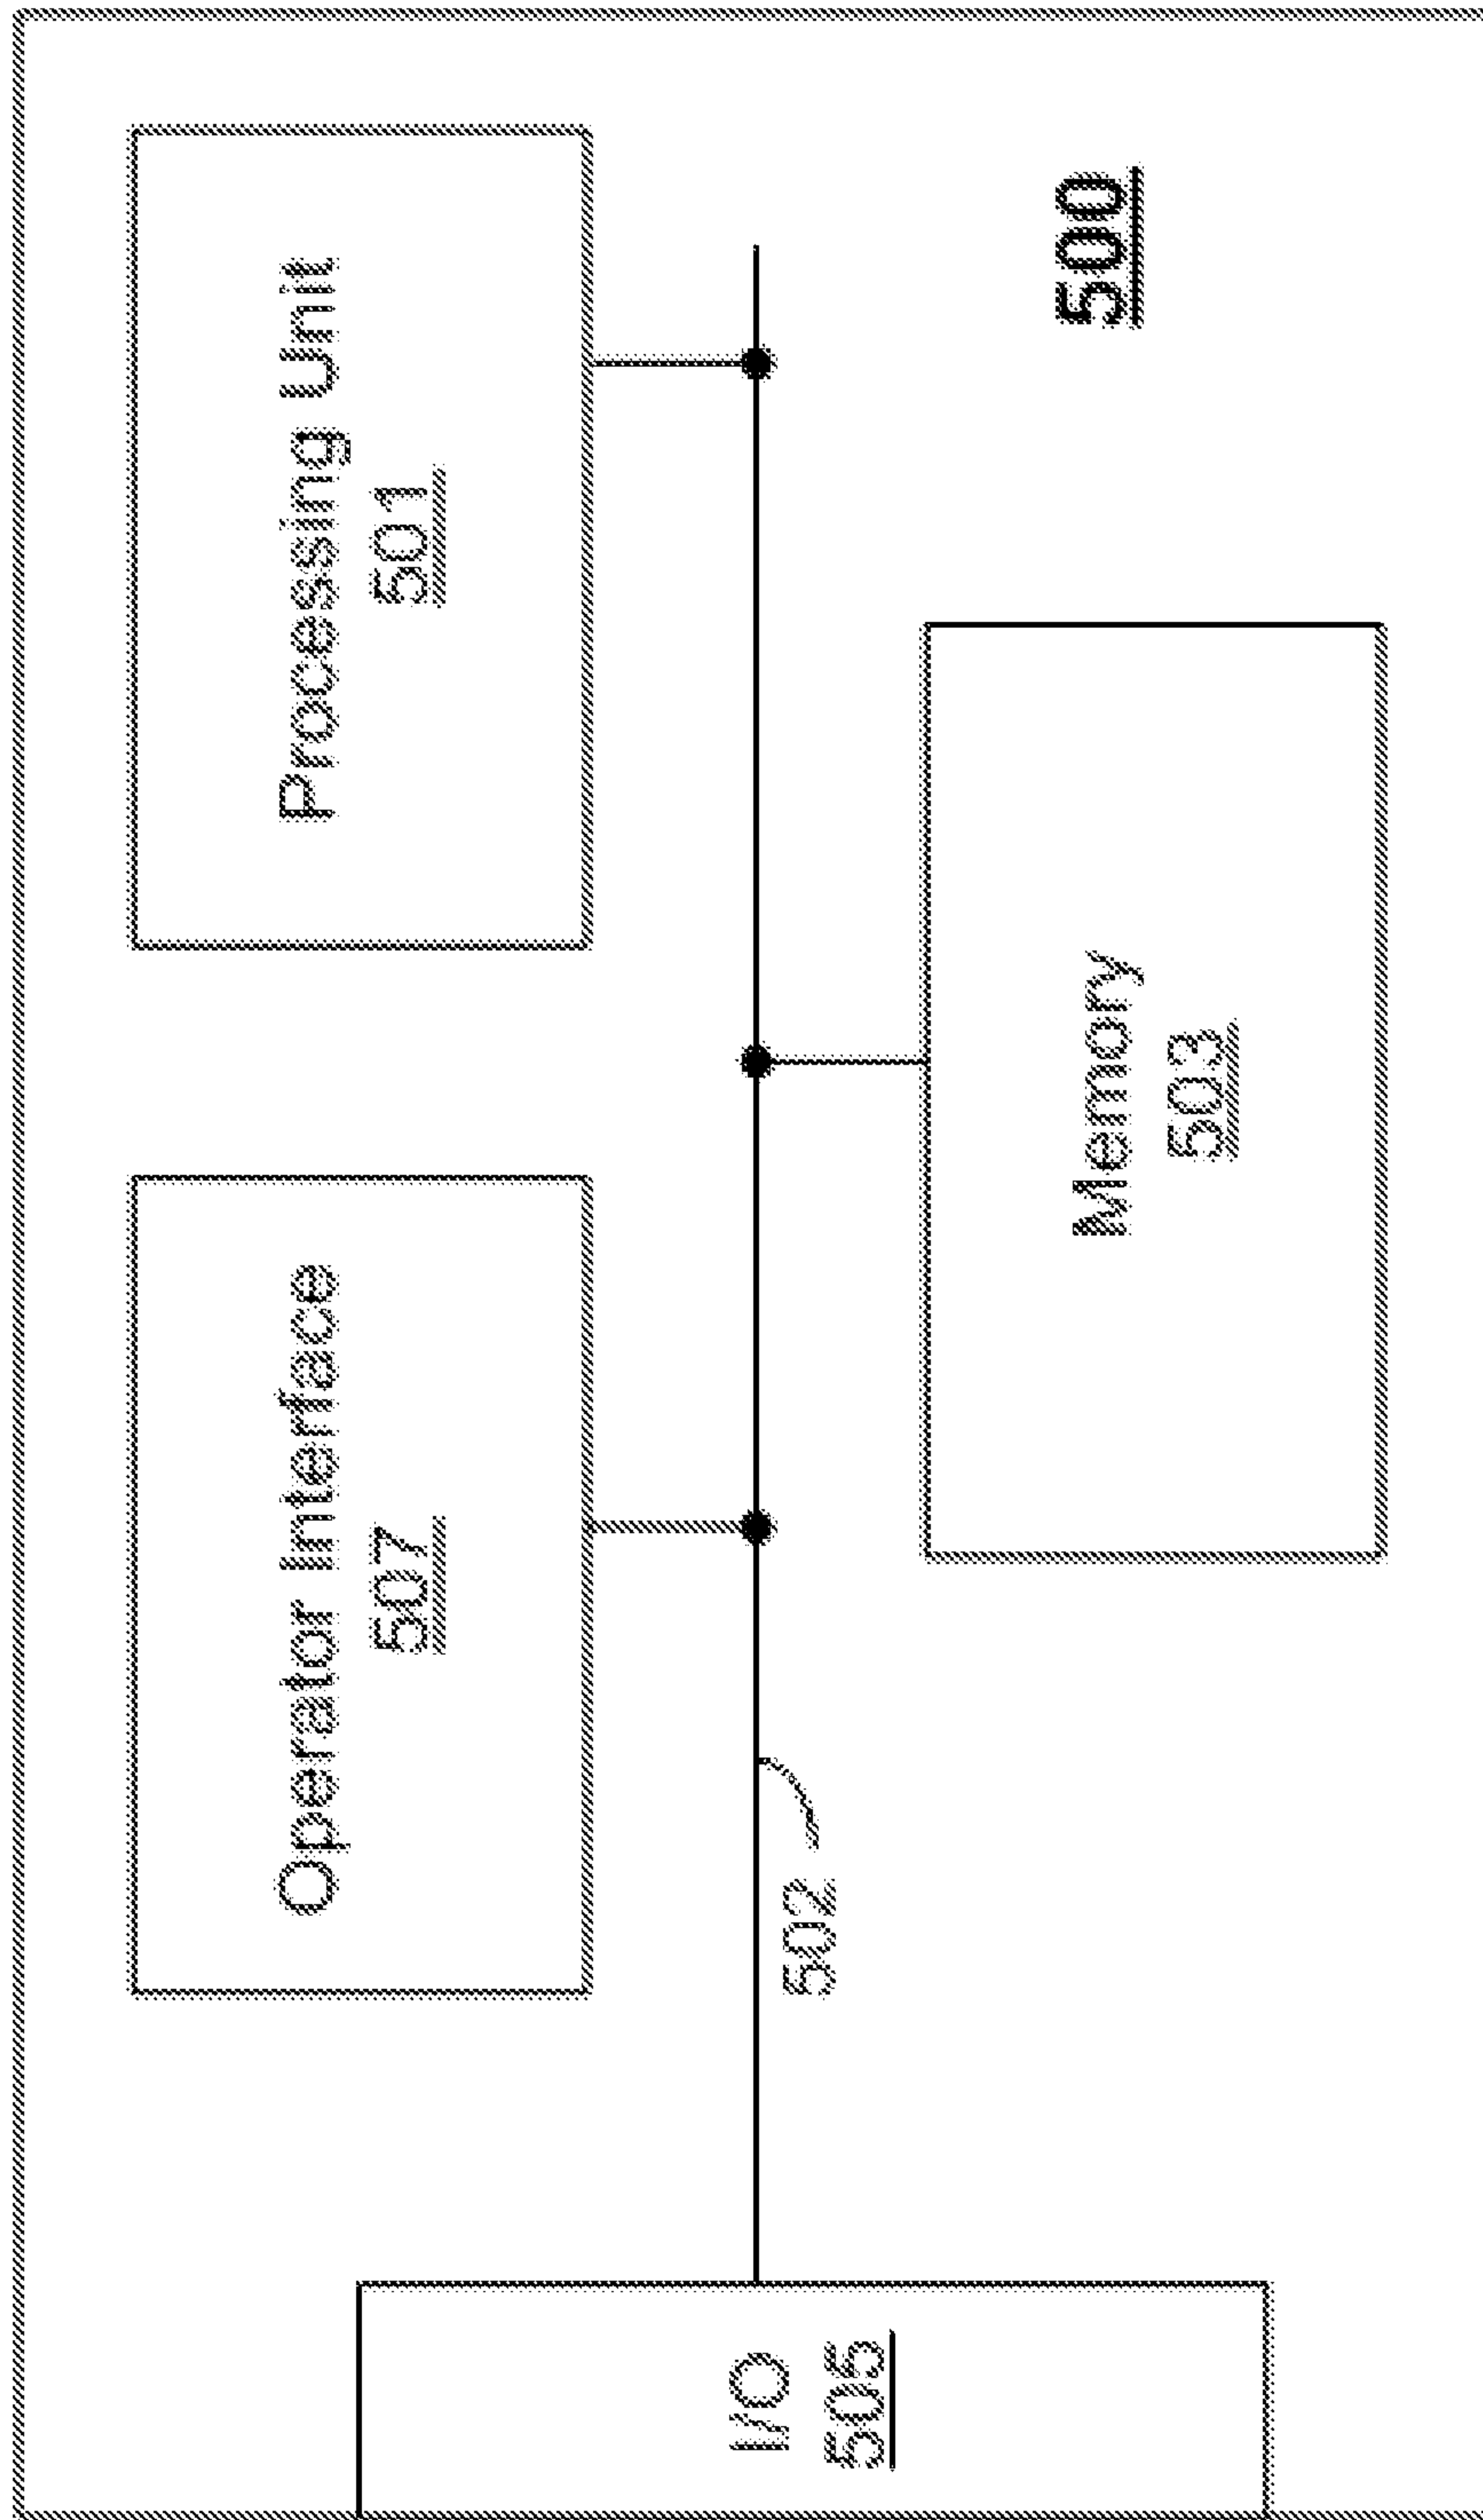 Operator Interface
507
Processing Unit
501
I/O
505
502
Memory
503
500